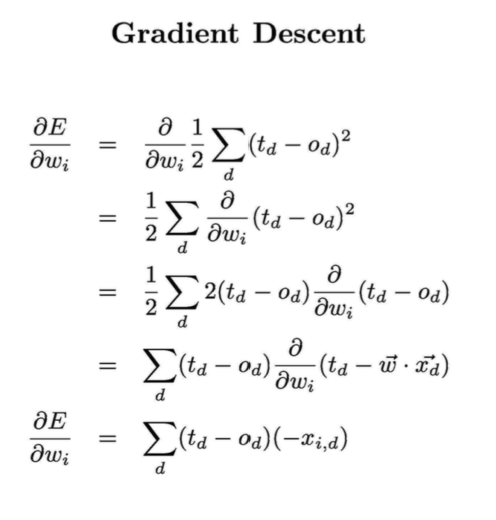 Gradient Descent
∂E/∂w_i = ∂/∂w_i 1/2 ∑_d (t_d − o_d)^2
= 1/2 ∑_d ∂/∂w_i (t_d − o_d)^2
= 1/2 ∑_d 2(t_d − o_d) ∂/∂w_i (t_d − o_d)
= ∑_d (t_d − o_d) ∂/∂w_i (t_d − w⃗ · x⃗_d)
∂E/∂w_i = ∑_d (t_d − o_d)(−x_{i,d})